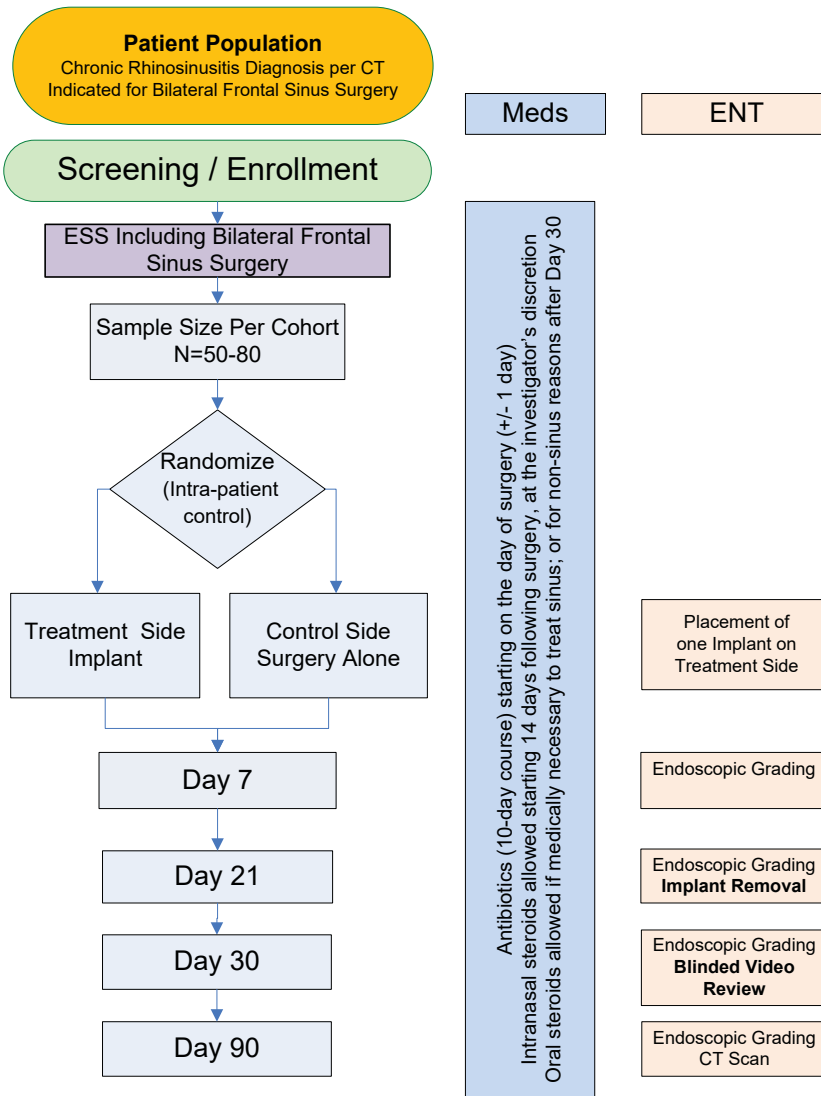 Patient Population
Chronic Rhinosinusitis Diagnosis per CT
Indicated for Bilateral Frontal Sinus Surgery
Meds
ENT
Screening / Enrollment
ESS Including Bilateral Frontal
Sinus Surgery
Sample Size Per Cohort
N=50-80
Randomize
(Intra-patient
control)
Treatment Side
Implant
Control Side
Surgery Alone
Day 7
Day 21
Day 30
Day 90
Antibiotics (10-day course) starting on the day of surgery (+/- 1 day)
Intranasal steroids allowed starting 14 days following surgery, at the investigator's discretion
Oral steroids allowed if medically necessary to treat sinus; or for non-sinus reasons after Day 30
Placement of
one Implant on
Treatment Side
Endoscopic Grading
Endoscopic Grading
Implant Removal
Endoscopic Grading
Blinded Video
Review
Endoscopic Grading
CT Scan